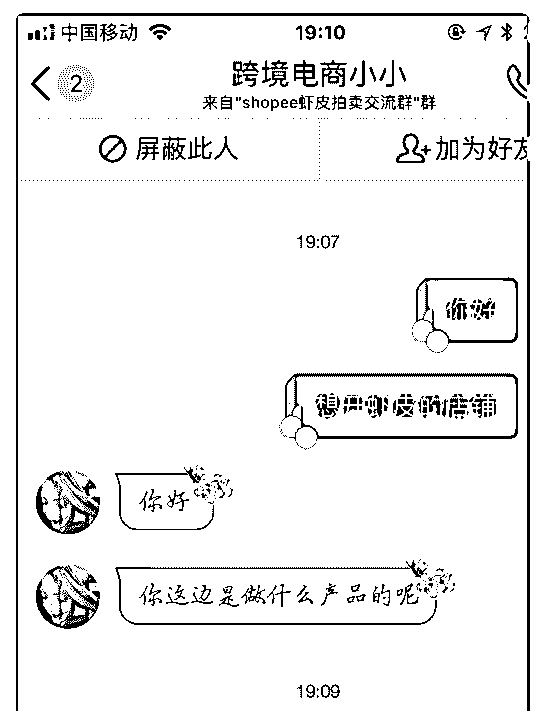 中国移动 19:10
2 跨境电商小小
来自"shopee虾皮拍卖交流群"群
屏蔽此人 加为好友
19:07
你好
想开虾皮的店铺
你好
你这边是做什么产品的呢
19:09